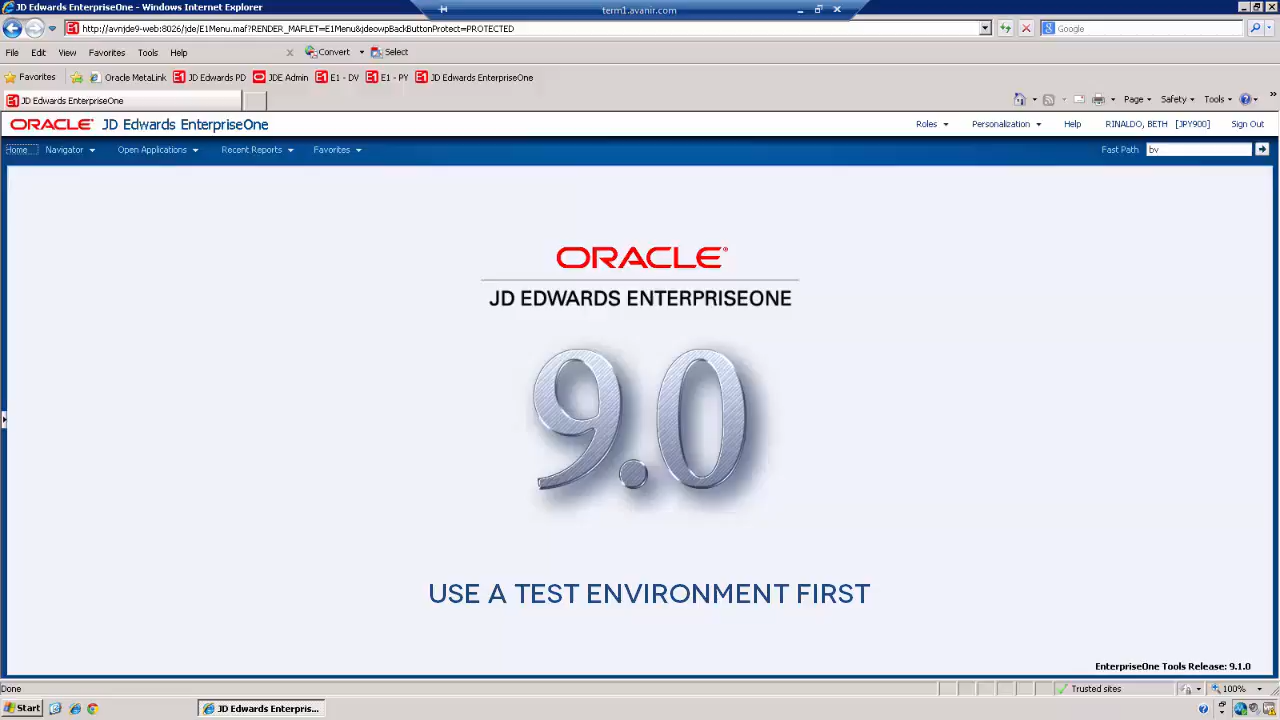 JD Edwards EnterpriseOne - Windows Internet Explorer
term1.avanir.com
http://avnjde9-web:8026/jde/E1Menu.maf?RENDER_MAFLET=E1Menu&jdeowpBackButtonProtect=PROTECTED
Google
File Edit View Favorites Tools Help
Convert Select
Favorites Oracle MetaLink JD Edwards PD JDE Admin E1 - DV E1 - PY JD Edwards EnterpriseOne
JD Edwards EnterpriseOne
Page Safety Tools
ORACLE JD Edwards EnterpriseOne
Roles Personalization Help RINALDO, BETH [JPY900] Sign Out
Home Navigator Open Applications Recent Reports Favorites
Fast Path bv
ORACLE®
JD EDWARDS ENTERPRISEONE
9.0
USE A TEST ENVIRONMENT FIRST
EnterpriseOne Tools Release: 9.1.0
Done
Trusted sites
100%
Start
JD Edwards Enterpris...